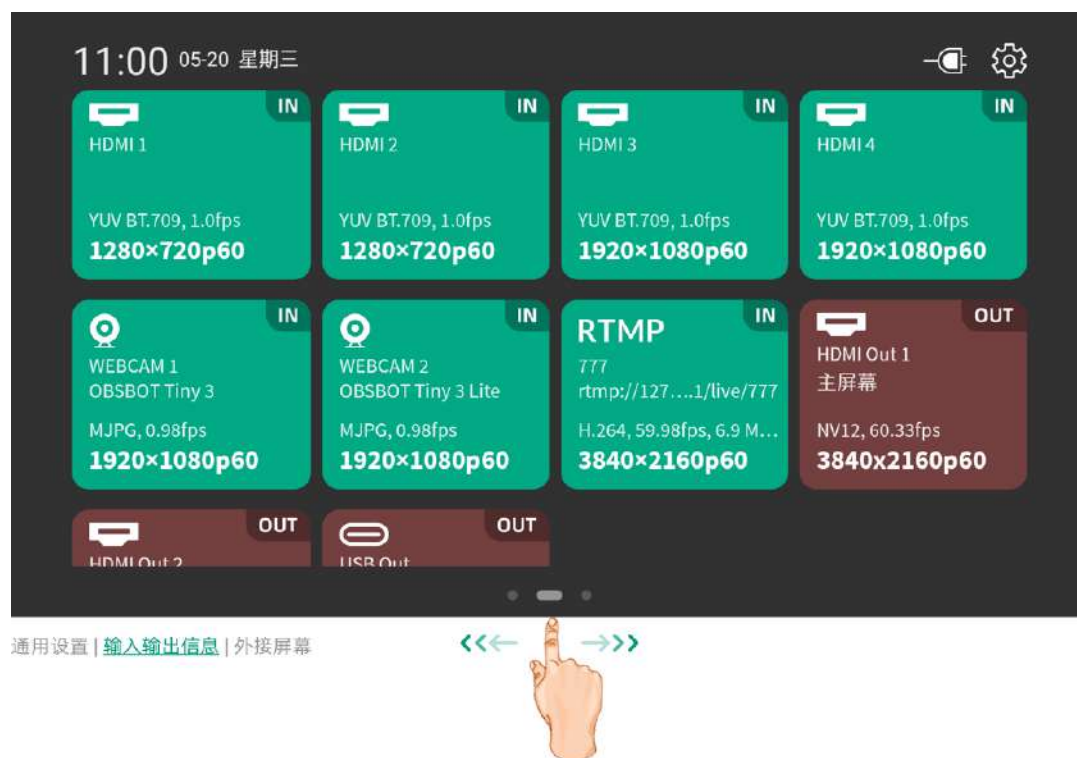 11:00 05-20 星期三
IN
HDMI 1
YUV BT.709, 1.0fps
1280×720p60
IN
HDMI 2
YUV BT.709, 1.0fps
1280×720p60
IN
HDMI 3
YUV BT.709, 1.0fps
1920×1080p60
IN
HDMI 4
YUV BT.709, 1.0fps
1920×1080p60
IN
WEBCAM 1
OBSBOT Tiny 3
MJPG, 0.98fps
1920×1080p60
IN
WEBCAM 2
OBSBOT Tiny 3 Lite
MJPG, 0.98fps
1920×1080p60
RTMP IN
777
rtmp://127....1/live/777
H.264, 59.98fps, 6.9 M...
3840×2160p60
OUT
HDMI Out 1
主屏幕
NV12, 60.33fps
3840x2160p60
OUT
HDMI Out 2
OUT
USB Out
通用设置 | 输入输出信息 | 外接屏幕